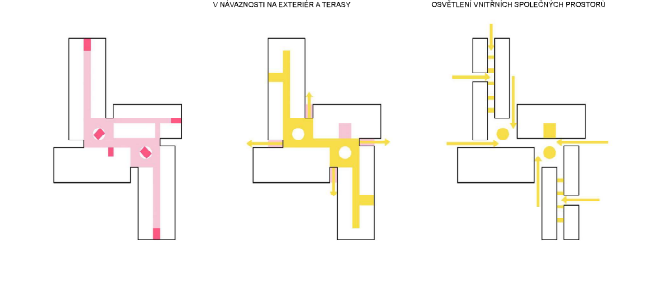 V NÁVAZNOSTI NA EXTERIÉR A TERASY
OSVĚTLENÍ VNITŘNÍCH SPOLEČNÝCH PROSTORŮ